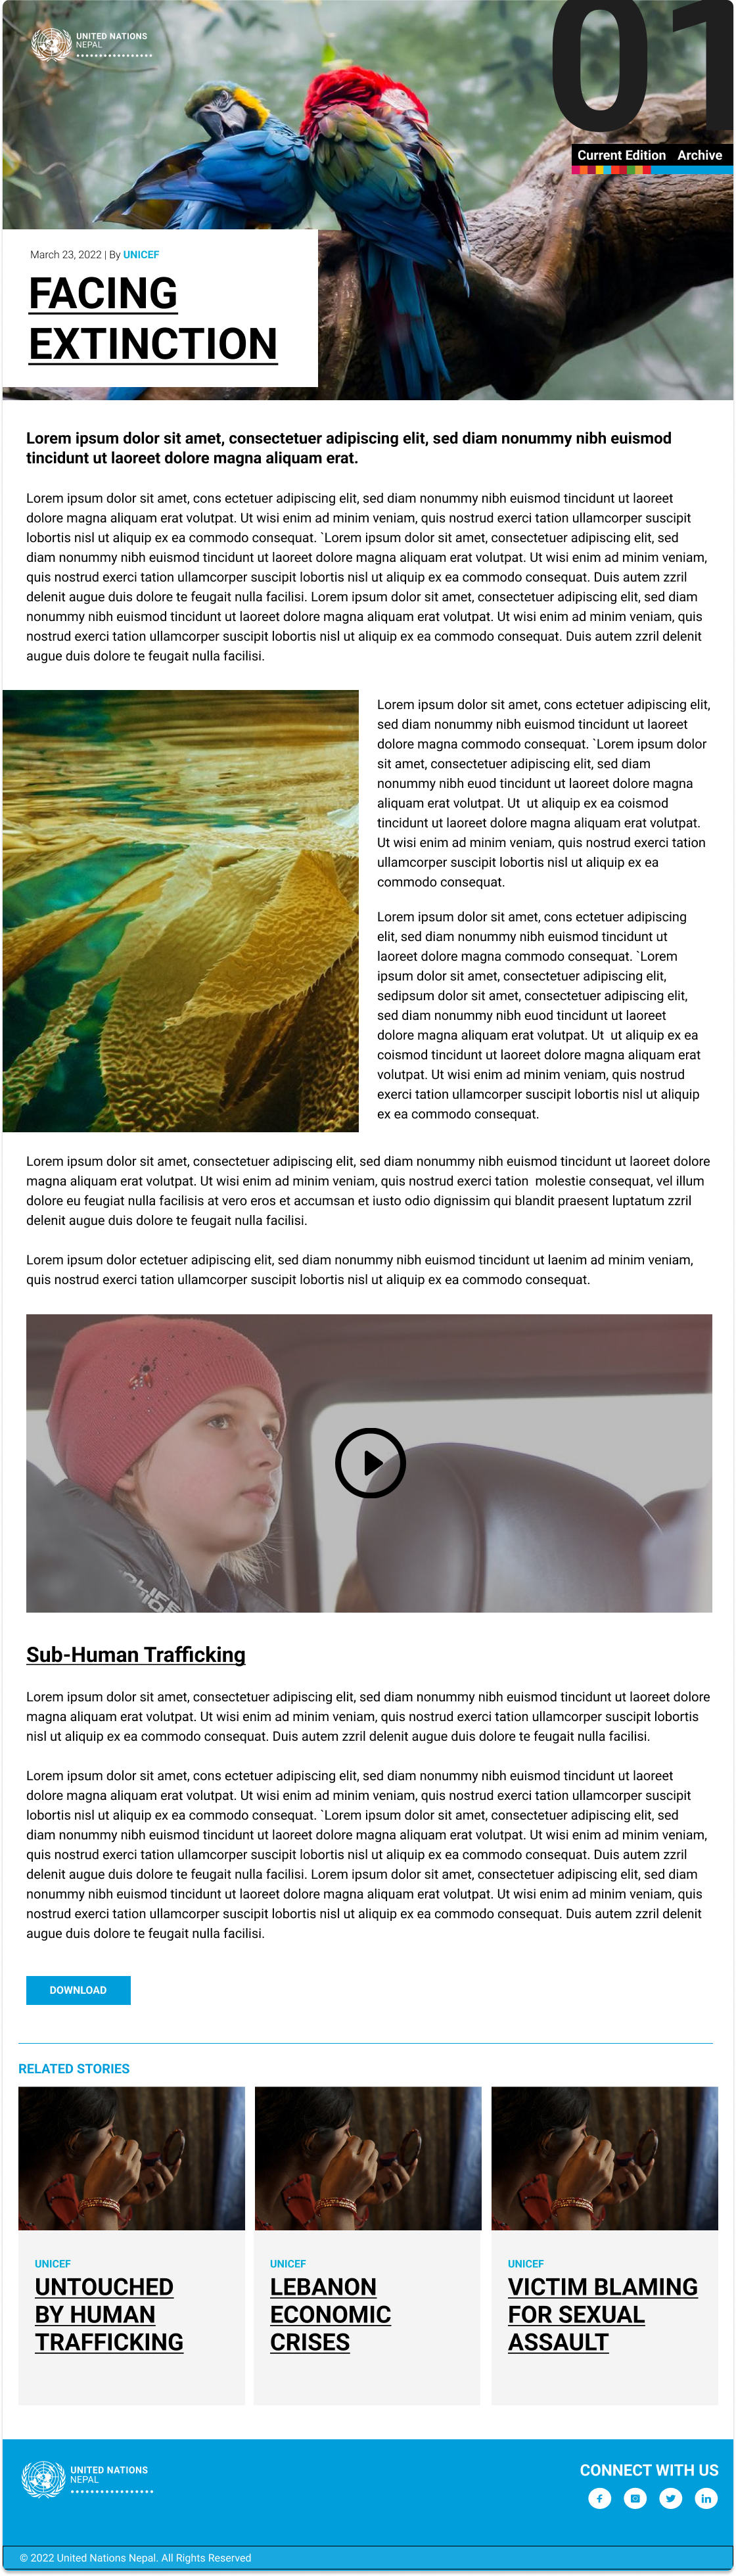 UNITED NATIONS
NEPAL
01
Current Edition Archive
March 23, 2022 | By UNICEF
FACING
EXTINCTION
Lorem ipsum dolor sit amet, consectetuer adipiscing elit, sed diam nonummy nibh euismod
tincidunt ut laoreet dolore magna aliquam erat.
Lorem ipsum dolor sit amet, cons ectetuer adipiscing elit, sed diam nonummy nibh euismod tincidunt ut laoreet
dolore magna aliquam erat volutpat. Ut wisi enim ad minim veniam, quis nostrud exerci tation ullamcorper suscipit
lobortis nisl ut aliquip ex ea commodo consequat. `Lorem ipsum dolor sit amet, consectetuer adipiscing elit, sed
diam nonummy nibh euismod tincidunt ut laoreet dolore magna aliquam erat volutpat. Ut wisi enim ad minim veniam,
quis nostrud exerci tation ullamcorper suscipit lobortis nisl ut aliquip ex ea commodo consequat. Duis autem zzril
delenit augue duis dolore te feugait nulla facilisi. Lorem ipsum dolor sit amet, consectetuer adipiscing elit, sed diam
nonummy nibh euismod tincidunt ut laoreet dolore magna aliquam erat volutpat. Ut wisi enim ad minim veniam, quis
nostrud exerci tation ullamcorper suscipit lobortis nisl ut aliquip ex ea commodo consequat. Duis autem zzril delenit
augue duis dolore te feugait nulla facilisi.
Lorem ipsum dolor sit amet, cons ectetuer adipiscing elit,
sed diam nonummy nibh euismod tincidunt ut laoreet
dolore magna commodo consequat. `Lorem ipsum dolor
sit amet, consectetuer adipiscing elit, sed diam
nonummy nibh euod tincidunt ut laoreet dolore magna
aliquam erat volutpat. Ut  ut aliquip ex ea coismod
tincidunt ut laoreet dolore magna aliquam erat volutpat.
Ut wisi enim ad minim veniam, quis nostrud exerci tation
ullamcorper suscipit lobortis nisl ut aliquip ex ea
commodo consequat.
Lorem ipsum dolor sit amet, cons ectetuer adipiscing
elit, sed diam nonummy nibh euismod tincidunt ut
laoreet dolore magna commodo consequat. `Lorem
ipsum dolor sit amet, consectetuer adipiscing elit,
sedipsum dolor sit amet, consectetuer adipiscing elit,
sed diam nonummy nibh euod tincidunt ut laoreet
dolore magna aliquam erat volutpat. Ut  ut aliquip ex ea
coismod tincidunt ut laoreet dolore magna aliquam erat
volutpat. Ut wisi enim ad minim veniam, quis nostrud
exerci tation ullamcorper suscipit lobortis nisl ut aliquip
ex ea commodo consequat.
Lorem ipsum dolor sit amet, consectetuer adipiscing elit, sed diam nonummy nibh euismod tincidunt ut laoreet dolore
magna aliquam erat volutpat. Ut wisi enim ad minim veniam, quis nostrud exerci tation  molestie consequat, vel illum
dolore eu feugiat nulla facilisis at vero eros et accumsan et iusto odio dignissim qui blandit praesent luptatum zzril
delenit augue duis dolore te feugait nulla facilisi.
Lorem ipsum dolor ectetuer adipiscing elit, sed diam nonummy nibh euismod tincidunt ut laenim ad minim veniam,
quis nostrud exerci tation ullamcorper suscipit lobortis nisl ut aliquip ex ea commodo consequat.
Sub-Human Trafficking
Lorem ipsum dolor sit amet, consectetuer adipiscing elit, sed diam nonummy nibh euismod tincidunt ut laoreet dolore
magna aliquam erat volutpat. Ut wisi enim ad minim veniam, quis nostrud exerci tation ullamcorper suscipit lobortis
nisl ut aliquip ex ea commodo consequat. Duis autem zzril delenit augue duis dolore te feugait nulla facilisi.
Lorem ipsum dolor sit amet, cons ectetuer adipiscing elit, sed diam nonummy nibh euismod tincidunt ut laoreet
dolore magna aliquam erat volutpat. Ut wisi enim ad minim veniam, quis nostrud exerci tation ullamcorper suscipit
lobortis nisl ut aliquip ex ea commodo consequat. `Lorem ipsum dolor sit amet, consectetuer adipiscing elit, sed
diam nonummy nibh euismod tincidunt ut laoreet dolore magna aliquam erat volutpat. Ut wisi enim ad minim veniam,
quis nostrud exerci tation ullamcorper suscipit lobortis nisl ut aliquip ex ea commodo consequat. Duis autem zzril
delenit augue duis dolore te feugait nulla facilisi. Lorem ipsum dolor sit amet, consectetuer adipiscing elit, sed diam
nonummy nibh euismod tincidunt ut laoreet dolore magna aliquam erat volutpat. Ut wisi enim ad minim veniam, quis
nostrud exerci tation ullamcorper suscipit lobortis nisl ut aliquip ex ea commodo consequat. Duis autem zzril delenit
augue duis dolore te feugait nulla facilisi.
DOWNLOAD
RELATED STORIES
UNICEF
UNTOUCHED
BY HUMAN
TRAFFICKING
UNICEF
LEBANON
ECONOMIC
CRISES
UNICEF
VICTIM BLAMING
FOR SEXUAL
ASSAULT
UNITED NATIONS
NEPAL
CONNECT WITH US
© 2022 United Nations Nepal. All Rights Reserved